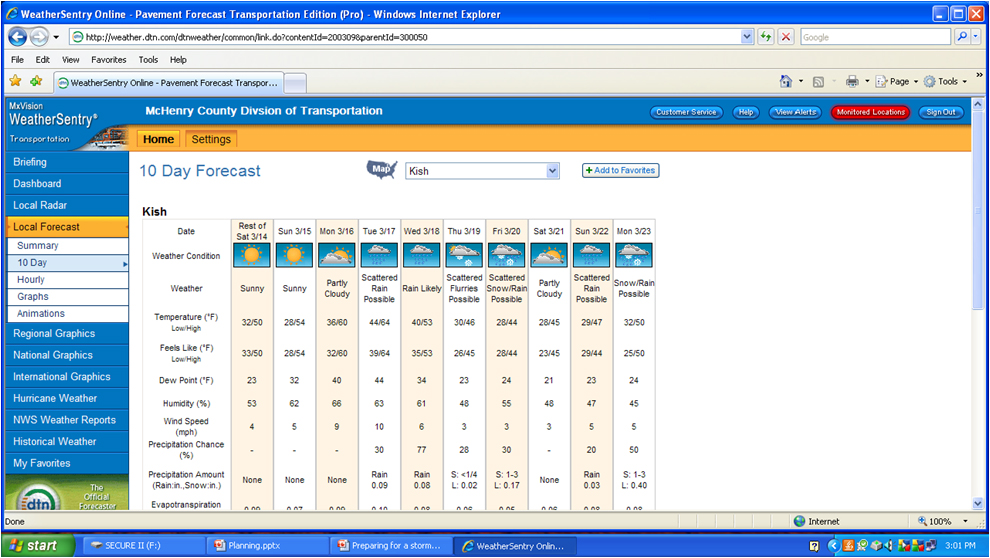 WeatherSentry Online - Pavement Forecast Transportation Edition (Pro) - Windows Internet Explorer
http://weather.dtn.com/dtnweather/common/link.do?contentId=200309&parentId=300050
Google
File Edit View Favorites Tools Help
WeatherSentry Online - Pavement Forecast Transpor...
Page Tools
MxVision
WeatherSentry®
Transportation
McHenry County Divsion of Transportation
Customer Service Help View Alerts Monitored Locations Sign Out
Home Settings
Briefing
Dashboard
Local Radar
Local Forecast
Summary
10 Day
Hourly
Graphs
Animations
Regional Graphics
National Graphics
International Graphics
Hurricane Weather
NWS Weather Reports
Historical Weather
My Favorites
dtn
The
Official
Forecaster
10 Day Forecast
Map
Kish
+ Add to Favorites
Kish
Date Rest of Sat 3/14 Sun 3/15 Mon 3/16 Tue 3/17 Wed 3/18 Thu 3/19 Fri 3/20 Sat 3/21 Sun 3/22 Mon 3/23
Weather Condition
Weather Sunny Sunny Partly Cloudy Scattered Rain Possible Rain Likely Scattered Flurries Possible Scattered Snow/Rain Possible Partly Cloudy Scattered Rain Possible Snow/Rain Possible
Temperature (°F) Low/High 32/50 28/54 36/60 44/64 40/53 30/46 28/44 28/45 29/47 32/50
Feels Like (°F) Low/High 33/50 28/54 32/60 39/64 35/53 26/45 28/44 23/45 29/44 25/50
Dew Point (°F) 23 32 40 44 34 23 24 21 23 24
Humidity (%) 53 62 66 63 61 48 55 48 47 45
Wind Speed (mph) 4 5 9 10 6 3 3 3 5 5
Precipitation Chance (%) - - - 30 77 28 30 - 20 50
Precipitation Amount (Rain:in.,Snow:in.) None None None Rain 0.09 Rain 0.08 S: <1/4 L: 0.02 S: 1-3 L: 0.17 None Rain 0.03 S: 1-3 L: 0.40
Evapotranspiration
Done
Internet
100%
start
SECURE II (F:)
Planning.pptx
Preparing for a storm...
WeatherSentry Onlin...
3:01 PM